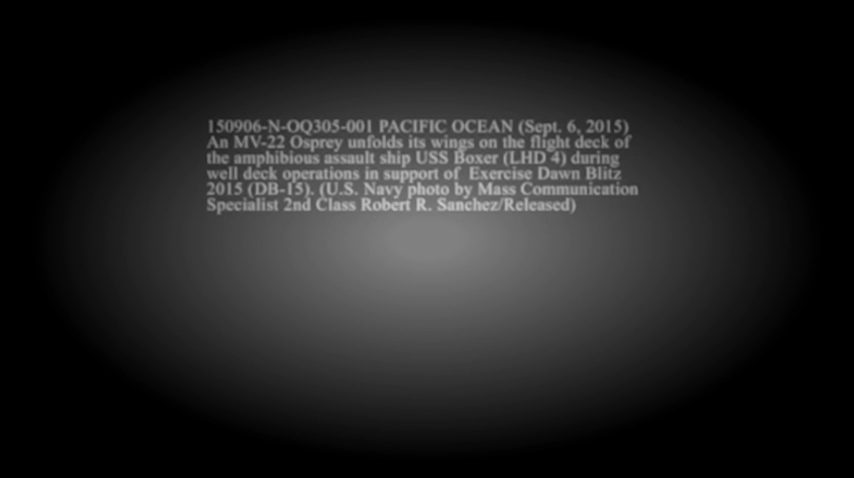 150906-N-OQ305-001 PACIFIC OCEAN (Sept. 6, 2015)
An MV-22 Osprey unfolds its wings on the flight deck of
the amphibious assault ship USS Boxer (LHD 4) during
well deck operations in support of  Exercise Dawn Blitz
2015 (DB-15). (U.S. Navy photo by Mass Communication
Specialist 2nd Class Robert R. Sanchez/Released)